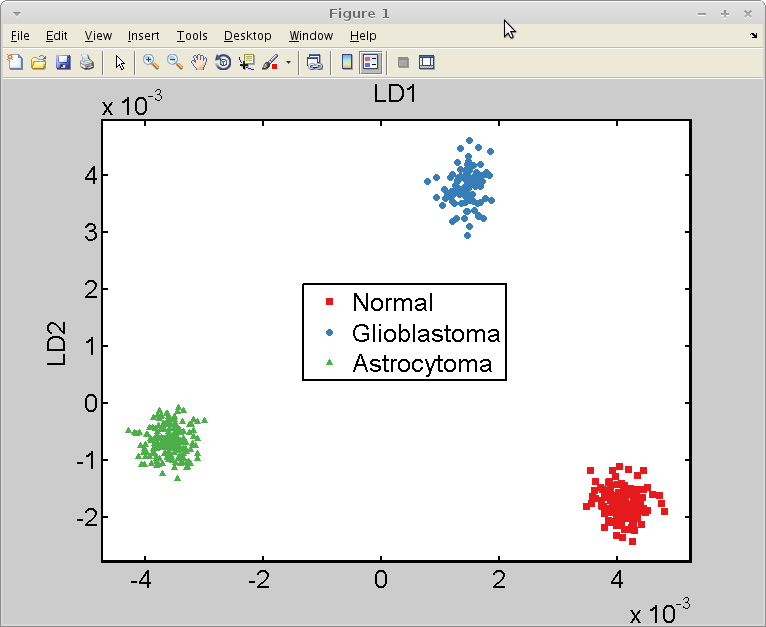 Figure 1
File Edit View Insert Tools Desktop Window Help
LD1
x 10-3
4
3
2
1
0
-1
-2
LD2
Normal
Glioblastoma
Astrocytoma
-4 -2 0 2 4
x 10-3